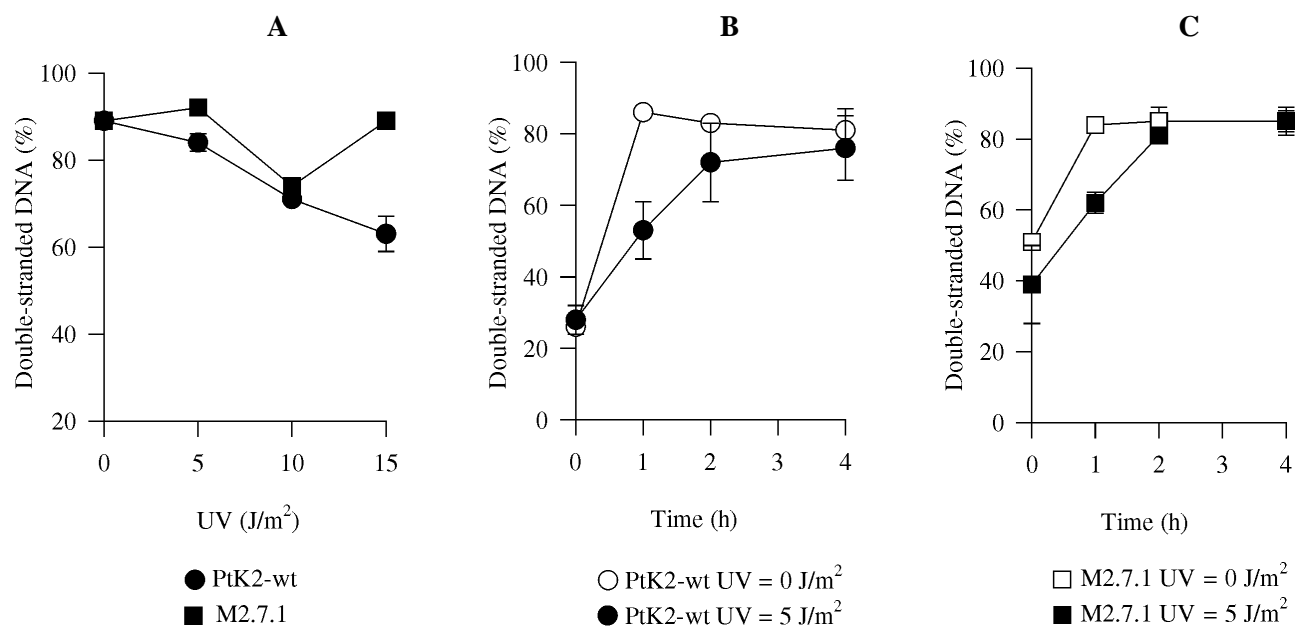 A
Double-stranded DNA (%)
100
80
60
40
20
0 5 10 15
UV (J/m²)
PtK2-wt
M2.7.1
B
Double-stranded DNA (%)
100
80
60
40
20
0
0 1 2 3 4
Time (h)
PtK2-wt UV = 0 J/m²
PtK2-wt UV = 5 J/m²
C
Double-stranded DNA (%)
100
80
60
40
20
0
0 1 2 3 4
Time (h)
M2.7.1 UV = 0 J/m²
M2.7.1 UV = 5 J/m²